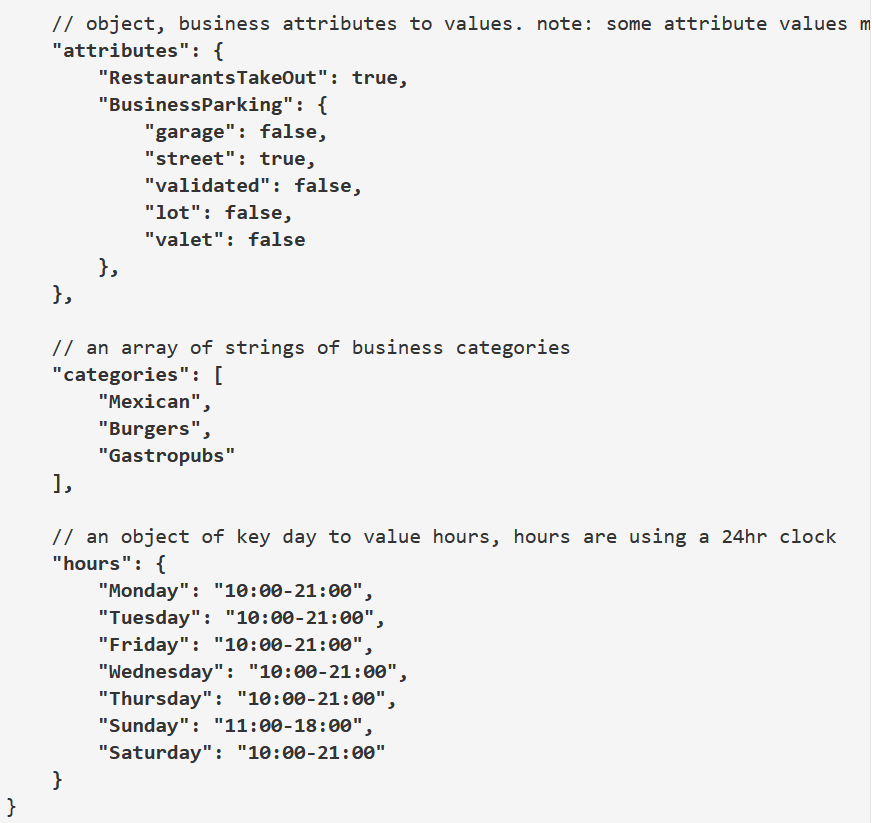 // object, business attributes to values. note: some attribute values
"attributes": {
"RestaurantsTakeOut": true,
"BusinessParking": {
"garage": false,
"street": true,
"validated": false,
"lot": false,
"valet": false
},
},
// an array of strings of business categories
"categories": [
"Mexican",
"Burgers",
"Gastropubs"
],
// an object of key day to value hours, hours are using a 24hr clock
"hours": {
"Monday": "10:00-21:00",
"Tuesday": "10:00-21:00",
"Friday": "10:00-21:00",
"Wednesday": "10:00-21:00",
"Thursday": "10:00-21:00",
"Sunday": "11:00-18:00",
"Saturday": "10:00-21:00"
}
}